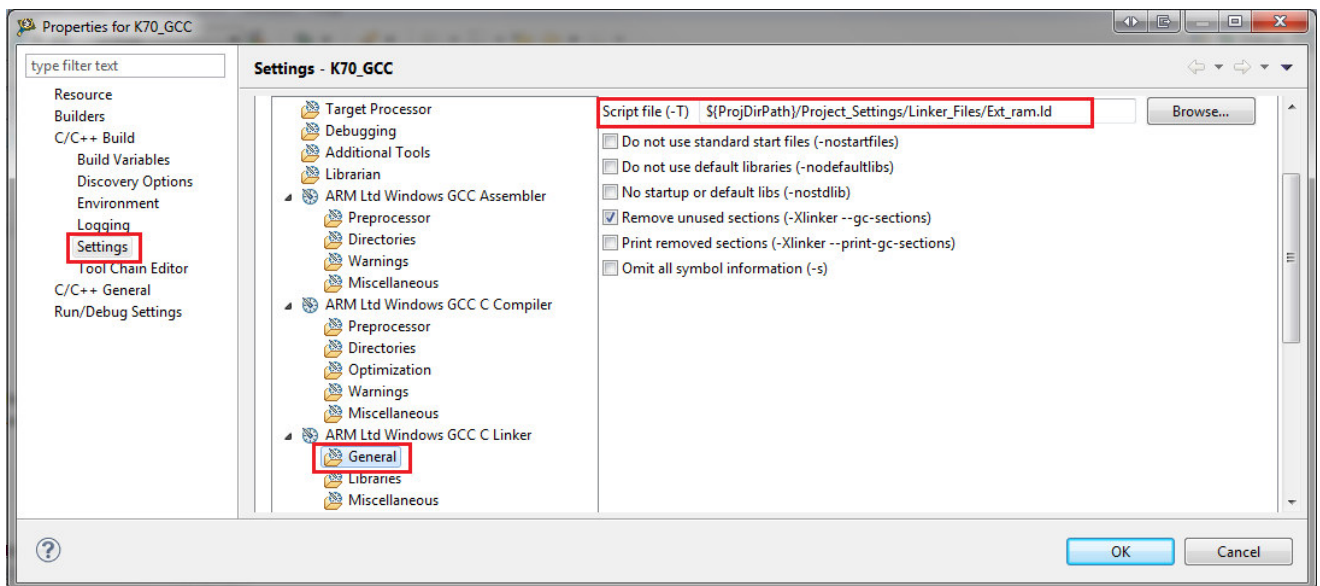 Properties for K70_GCC
type filter text
Resource
Builders
C/C++ Build
Build Variables
Discovery Options
Environment
Logging
Settings
Tool Chain Editor
C/C++ General
Run/Debug Settings
Settings - K70_GCC
Target Processor
Debugging
Additional Tools
Librarian
ARM Ltd Windows GCC Assembler
Preprocessor
Directories
Warnings
Miscellaneous
ARM Ltd Windows GCC C Compiler
Preprocessor
Directories
Optimization
Warnings
Miscellaneous
ARM Ltd Windows GCC C Linker
General
Libraries
Miscellaneous
Script file (-T) ${ProjDirPath}/Project_Settings/Linker_Files/Ext_ram.ld
Browse...
Do not use standard start files (-nostartfiles)
Do not use default libraries (-nodefaultlibs)
No startup or default libs (-nostdlib)
Remove unused sections (-Xlinker --gc-sections)
Print removed sections (-Xlinker --print-gc-sections)
Omit all symbol information (-s)
OK
Cancel